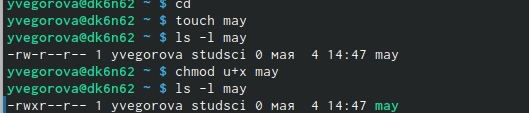 yvegorova@dk6n62 ~ $ cd
yvegorova@dk6n62 ~ $ touch may
yvegorova@dk6n62 ~ $ ls -l may
-rw-r--r-- 1 yvegorova studsci 0 мая  4 14:47 may
yvegorova@dk6n62 ~ $ chmod u+x may
yvegorova@dk6n62 ~ $ ls -l may
-rwxr--r-- 1 yvegorova studsci 0 мая  4 14:47 may